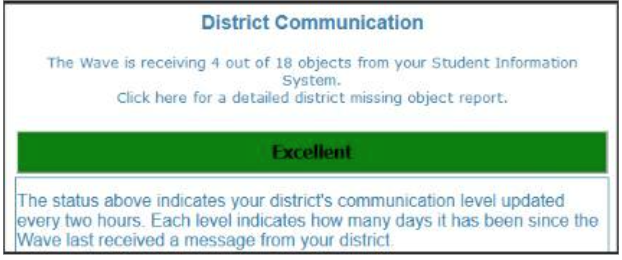 District Communication
The Wave is receiving 4 out of 18 objects from your Student Information
System.
Click here for a detailed district missing object report.
Excellent
The status above indicates your district's communication level updated
every two hours. Each level indicates how many days it has been since the
Wave last received a message from your district.